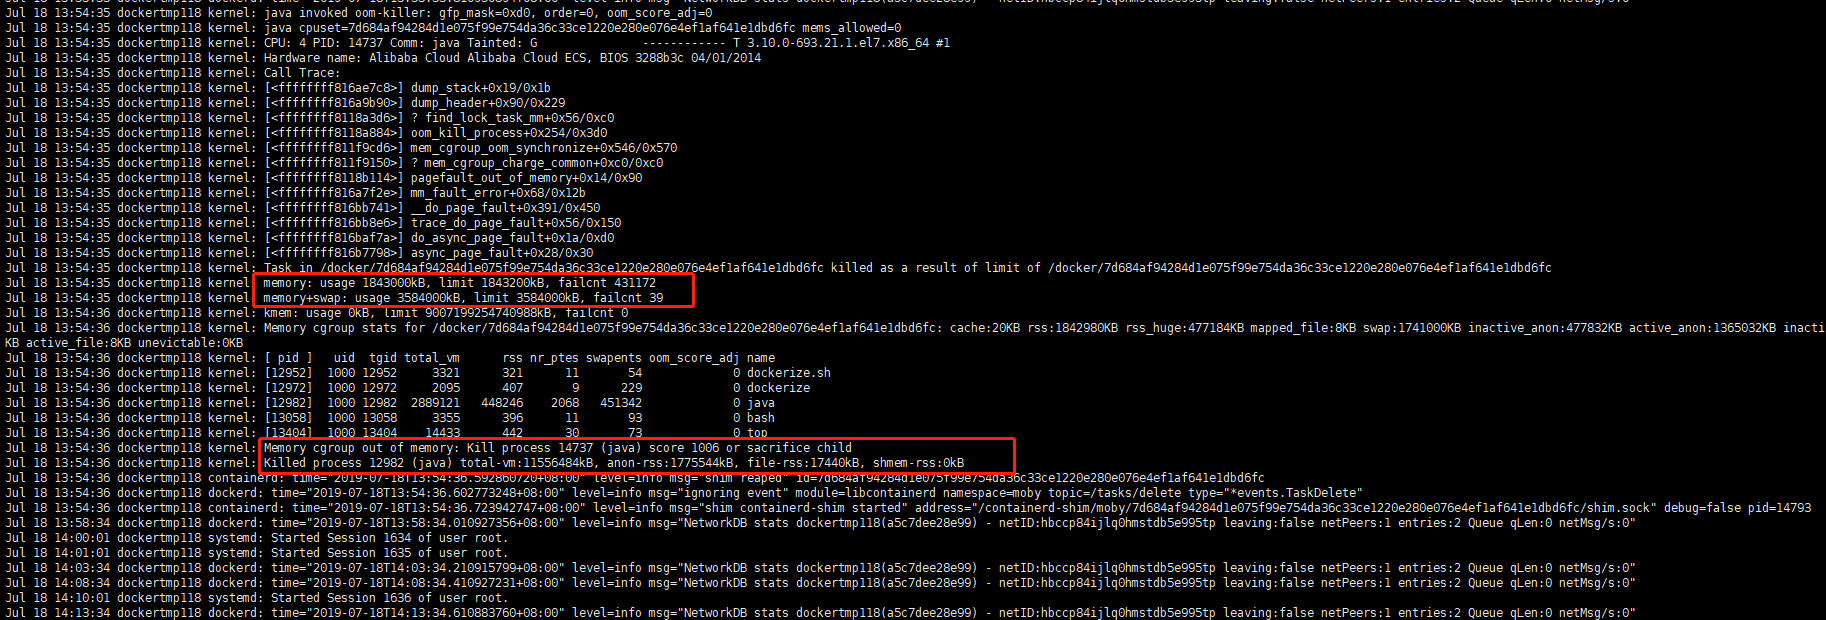 Jul 18 13:54:35 dockertmp118 kernel: java invoked oom-killer: gfp_mask=0xd0, order=0, oom_score_adj=0
Jul 18 13:54:35 dockertmp118 kernel: java cpuset=7d684af94284d1e075f99e754da36c33ce1220e280e076e4ef1af641e1dbd6fc mems_allowed=0
Jul 18 13:54:35 dockertmp118 kernel: CPU: 4 PID: 14737 Comm: java Tainted: G               ------------ T 3.10.0-693.21.1.el7.x86_64 #1
Jul 18 13:54:35 dockertmp118 kernel: Hardware name: Alibaba Cloud Alibaba Cloud ECS, BIOS 3288b3c 04/01/2014
Jul 18 13:54:35 dockertmp118 kernel: Call Trace:
Jul 18 13:54:35 dockertmp118 kernel: [<ffffffff816ae7c8>] dump_stack+0x19/0x1b
Jul 18 13:54:35 dockertmp118 kernel: [<ffffffff816a9b90>] dump_header+0x90/0x229
Jul 18 13:54:35 dockertmp118 kernel: [<ffffffff8118a3d6>] ? find_lock_task_mm+0x56/0xc0
Jul 18 13:54:35 dockertmp118 kernel: [<ffffffff8118a884>] oom_kill_process+0x254/0x3d0
Jul 18 13:54:35 dockertmp118 kernel: [<ffffffff811f9cd6>] mem_cgroup_oom_synchronize+0x546/0x570
Jul 18 13:54:35 dockertmp118 kernel: [<ffffffff811f9150>] ? mem_cgroup_charge_common+0xc0/0xc0
Jul 18 13:54:35 dockertmp118 kernel: [<ffffffff8118b114>] pagefault_out_of_memory+0x14/0x90
Jul 18 13:54:35 dockertmp118 kernel: [<ffffffff816a7f2e>] mm_fault_error+0x68/0x12b
Jul 18 13:54:35 dockertmp118 kernel: [<ffffffff816bb741>] __do_page_fault+0x391/0x450
Jul 18 13:54:35 dockertmp118 kernel: [<ffffffff816bb8e6>] trace_do_page_fault+0x56/0x150
Jul 18 13:54:35 dockertmp118 kernel: [<ffffffff816baf7a>] do_async_page_fault+0x1a/0xd0
Jul 18 13:54:35 dockertmp118 kernel: [<ffffffff816b7798>] async_page_fault+0x28/0x30
Jul 18 13:54:35 dockertmp118 kernel: Task in /docker/7d684af94284d1e075f99e754da36c33ce1220e280e076e4ef1af641e1dbd6fc killed as a result of limit of /docker/7d684af94284d1e075f99e754da36c33ce1220e280e076e4ef1af641e1dbd6fc
Jul 18 13:54:35 dockertmp118 kernel: memory: usage 1843000kB, limit 1843200kB, failcnt 431172
Jul 18 13:54:35 dockertmp118 kernel: memory+swap: usage 3584000kB, limit 3584000kB, failcnt 39
Jul 18 13:54:35 dockertmp118 kernel: kmem: usage 0kB, limit 9007199254740988kB, failcnt 0
Jul 18 13:54:35 dockertmp118 kernel: Memory cgroup stats for /docker/7d684af94284d1e075f99e754da36c33ce1220e280e076e4ef1af641e1dbd6fc: cache:20KB rss:1842980KB rss_huge:477184KB mapped_file:8KB swap:1741000KB inactive_anon:477832KB active_anon:1365032KB inacti
KB active_file:8KB unevictable:0KB
Jul 18 13:54:36 dockertmp118 kernel: [ pid ]   uid  tgid total_vm      rss nr_ptes swapents oom_score_adj name
Jul 18 13:54:36 dockertmp118 kernel: [12952]  1000 12952     3321      321      11       54             0 dockerize.sh
Jul 18 13:54:36 dockertmp118 kernel: [12972]  1000 12972     2095      407       9      229             0 dockerize
Jul 18 13:54:36 dockertmp118 kernel: [12982]  1000 12982  2889121   448246    2068   451342             0 java
Jul 18 13:54:36 dockertmp118 kernel: [13058]  1000 13058     3355      396      11       93             0 bash
Jul 18 13:54:36 dockertmp118 kernel: [13404]  1000 13404    14433      442      30       73             0 top
Jul 18 13:54:36 dockertmp118 kernel: Memory cgroup out of memory: Kill process 14737 (java) score 1006 or sacrifice child
Jul 18 13:54:36 dockertmp118 kernel: Killed process 12982 (java) total-vm:11556484kB, anon-rss:1775544kB, file-rss:17440kB, shmem-rss:0kB
Jul 18 13:54:36 dockertmp118 containerd: time="2019-07-18T13:54:36.592860720+08:00" level=info msg="shim reaped" id=7d684af94284d1e075f99e754da36c33ce1220e280e076e4ef1af641e1dbd6fc
Jul 18 13:54:36 dockertmp118 dockerd: time="2019-07-18T13:54:36.602773248+08:00" level=info msg="ignoring event" module=libcontainerd namespace=moby topic=/tasks/delete type="*events.TaskDelete"
Jul 18 13:54:36 dockertmp118 containerd: time="2019-07-18T13:54:36.723942747+08:00" level=info msg="shim containerd-shim started" address="/containerd-shim/moby/7d684af94284d1e075f99e754da36c33ce1220e280e076e4ef1af641e1dbd6fc/shim.sock" debug=false pid=14793
Jul 18 13:58:34 dockertmp118 dockerd: time="2019-07-18T13:58:34.010927356+08:00" level=info msg="NetworkDB stats dockertmp118(a5c7dee28e99) - netID:hbccp84ijlq0hmstdb5e995tp leaving:false netPeers:1 entries:2 Queue qLen:0 netMsg/s:0"
Jul 18 14:00:01 dockertmp118 systemd: Started Session 1634 of user root.
Jul 18 14:01:01 dockertmp118 systemd: Started Session 1635 of user root.
Jul 18 14:03:34 dockertmp118 dockerd: time="2019-07-18T14:03:34.210915799+08:00" level=info msg="NetworkDB stats dockertmp118(a5c7dee28e99) - netID:hbccp84ijlq0hmstdb5e995tp leaving:false netPeers:1 entries:2 Queue qLen:0 netMsg/s:0"
Jul 18 14:08:34 dockertmp118 dockerd: time="2019-07-18T14:08:34.410927231+08:00" level=info msg="NetworkDB stats dockertmp118(a5c7dee28e99) - netID:hbccp84ijlq0hmstdb5e995tp leaving:false netPeers:1 entries:2 Queue qLen:0 netMsg/s:0"
Jul 18 14:10:01 dockertmp118 systemd: Started Session 1636 of user root.
Jul 18 14:13:34 dockertmp118 dockerd: time="2019-07-18T14:13:34.610883760+08:00" level=info msg="NetworkDB stats dockertmp118(a5c7dee28e99) - netID:hbccp84ijlq0hmstdb5e995tp leaving:false netPeers:1 entries:2 Queue qLen:0 netMsg/s:0"